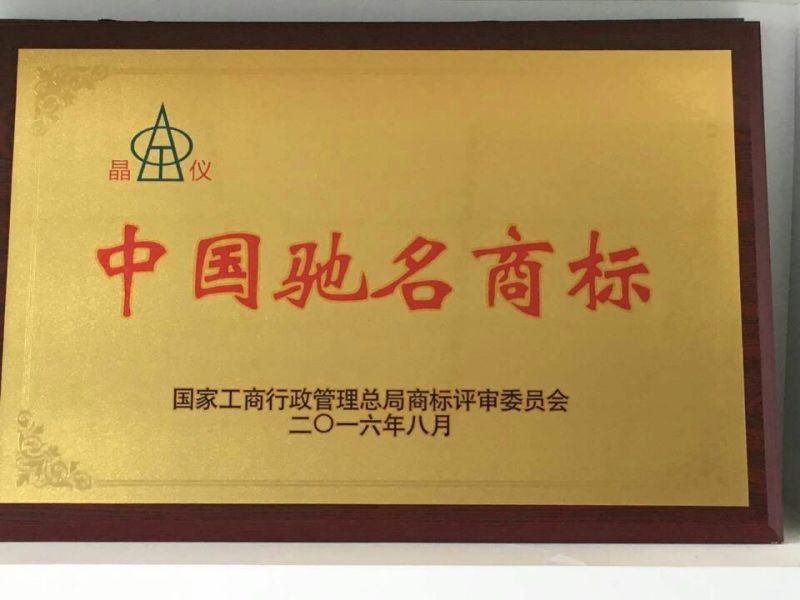 晶仪
中国驰名商标
国家工商行政管理总局商标评审委员会
二〇一六年八月